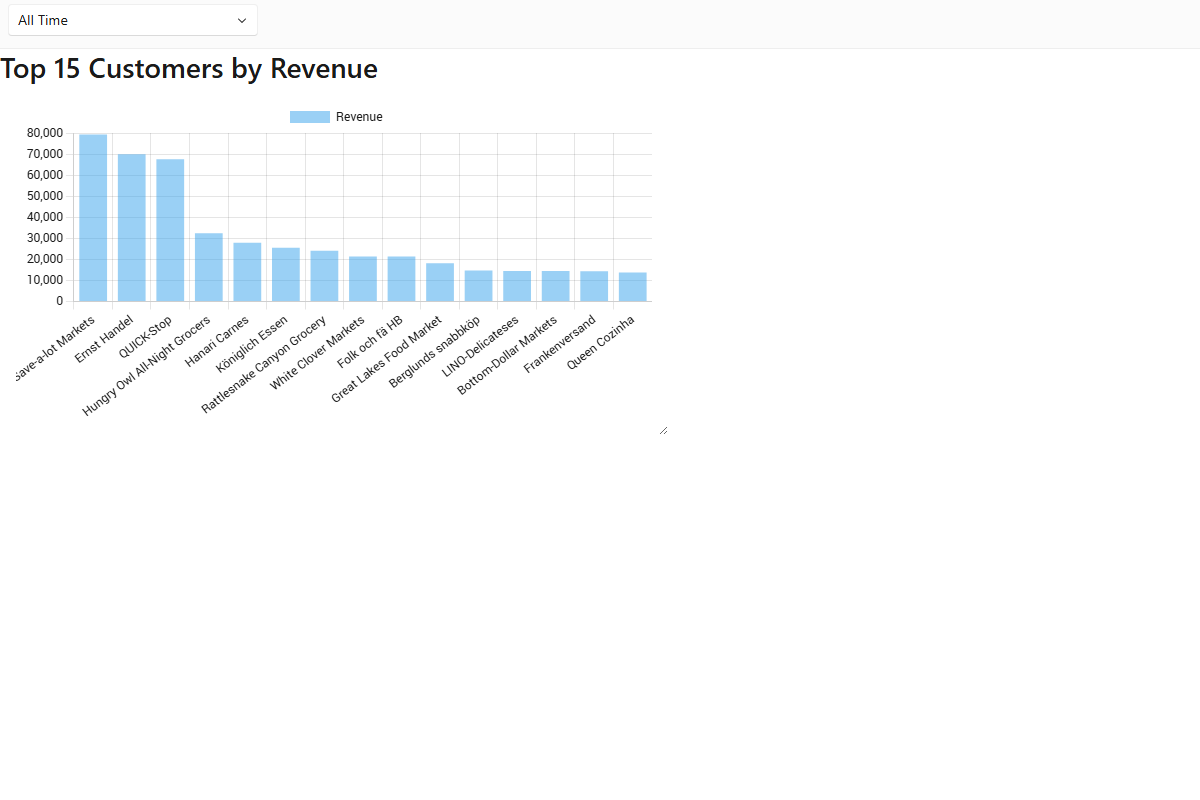 All Time
Top 15 Customers by Revenue
Revenue
80,000
70,000
60,000
50,000
40,000
30,000
20,000
10,000
0
Save-a-lot Markets
Ernst Handel
QUICK-Stop
Hungry Owl All-Night Grocers
Hanari Carnes
Königlich Essen
Rattlesnake Canyon Grocery
White Clover Markets
Folk och fä HB
Great Lakes Food Market
Berglunds snabbköp
LINO-Delicateses
Bottom-Dollar Markets
Frankenversand
Queen Cozinha